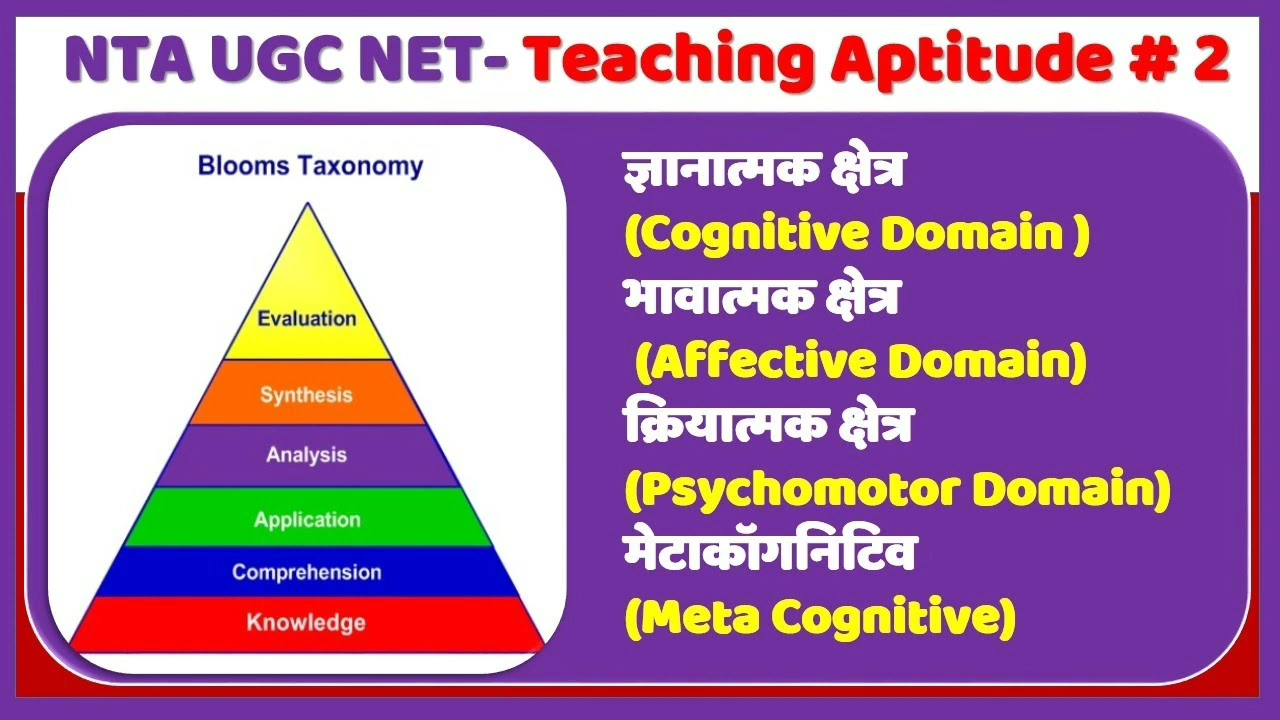 NTA UGC NET- Teaching Aptitude # 2
Blooms Taxonomy
Evaluation
Synthesis
Analysis
Application
Comprehension
Knowledge
ज्ञानात्मक क्षेत्र
(Cognitive Domain )
भावात्मक क्षेत्र
(Affective Domain)
क्रियात्मक क्षेत्र
(Psychomotor Domain)
मेटाकॉगनिटिव
(Meta Cognitive)